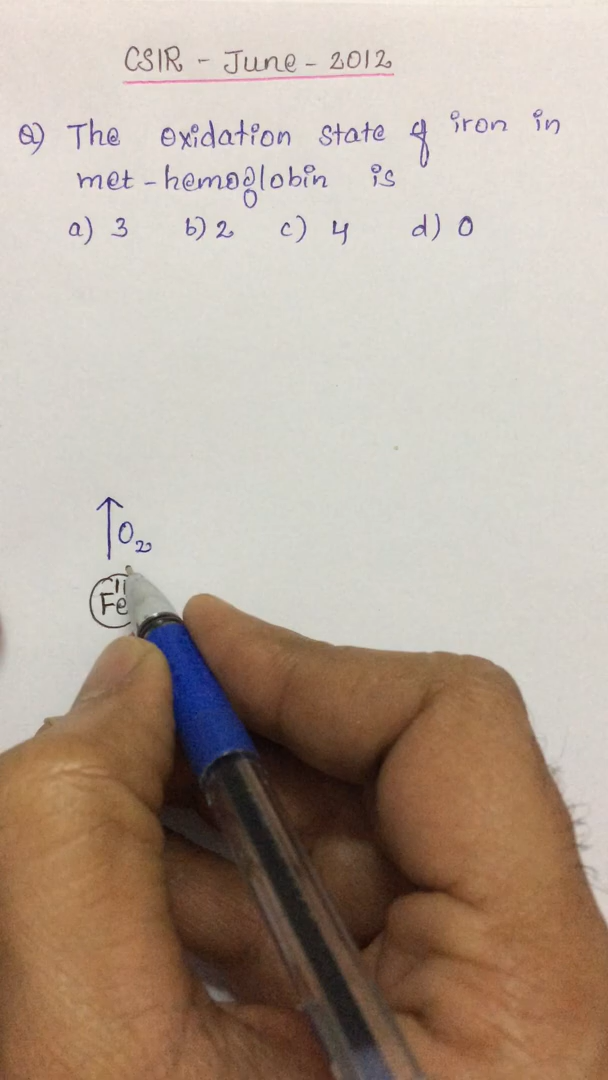 CSIR - June - 2012
Q) The oxidation state of iron in
met-hemoglobin is
a) 3 b) 2 c) 4 d) 0
↑O₂
Fe